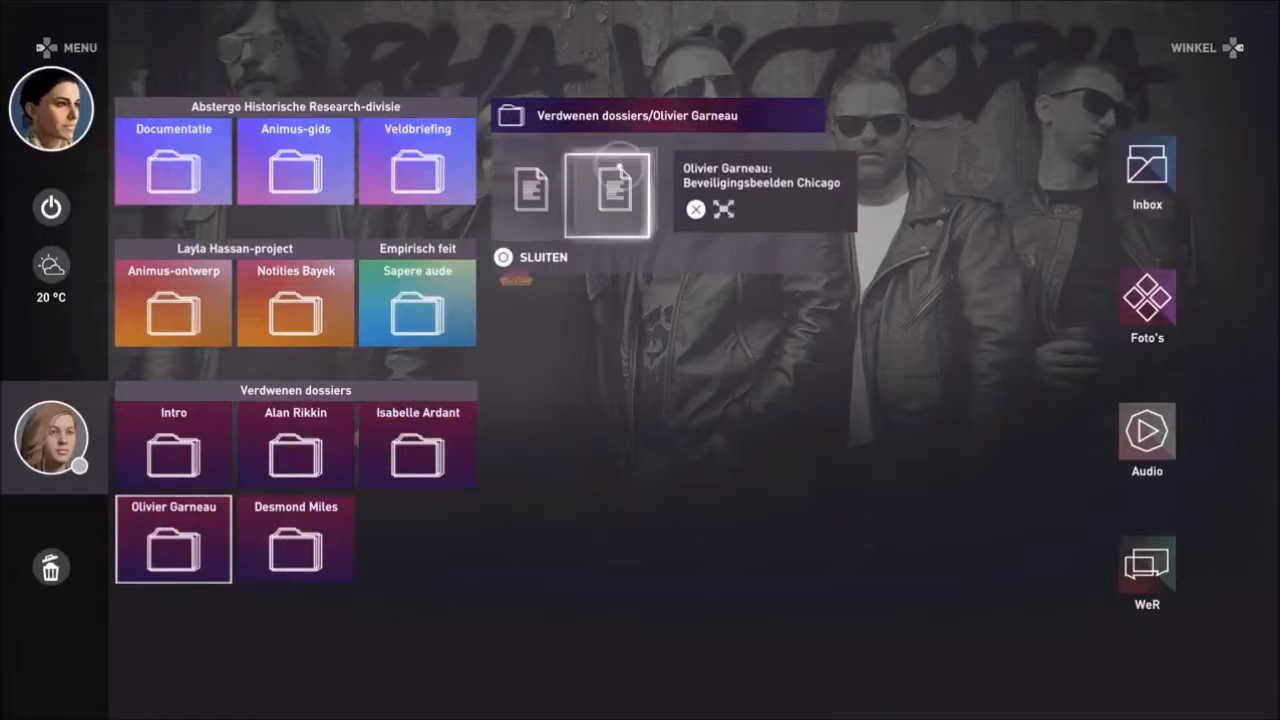 MENU
WINKEL
RHA VICTORIA
Abstergo Historische Research-divisie
Documentatie
Animus-gids
Veldbriefing
Layla Hassan-project
Empirisch feit
Animus-ontwerp
Notities Bayek
Sapere aude
20 °C
Verdwenen dossiers
Intro
Alan Rikkin
Isabelle Ardant
Olivier Garneau
Desmond Miles
Verdwenen dossiers/Olivier Garneau
Olivier Garneau:
Beveiligingsbeelden Chicago
SLUITEN
Inbox
Foto's
Audio
WeR